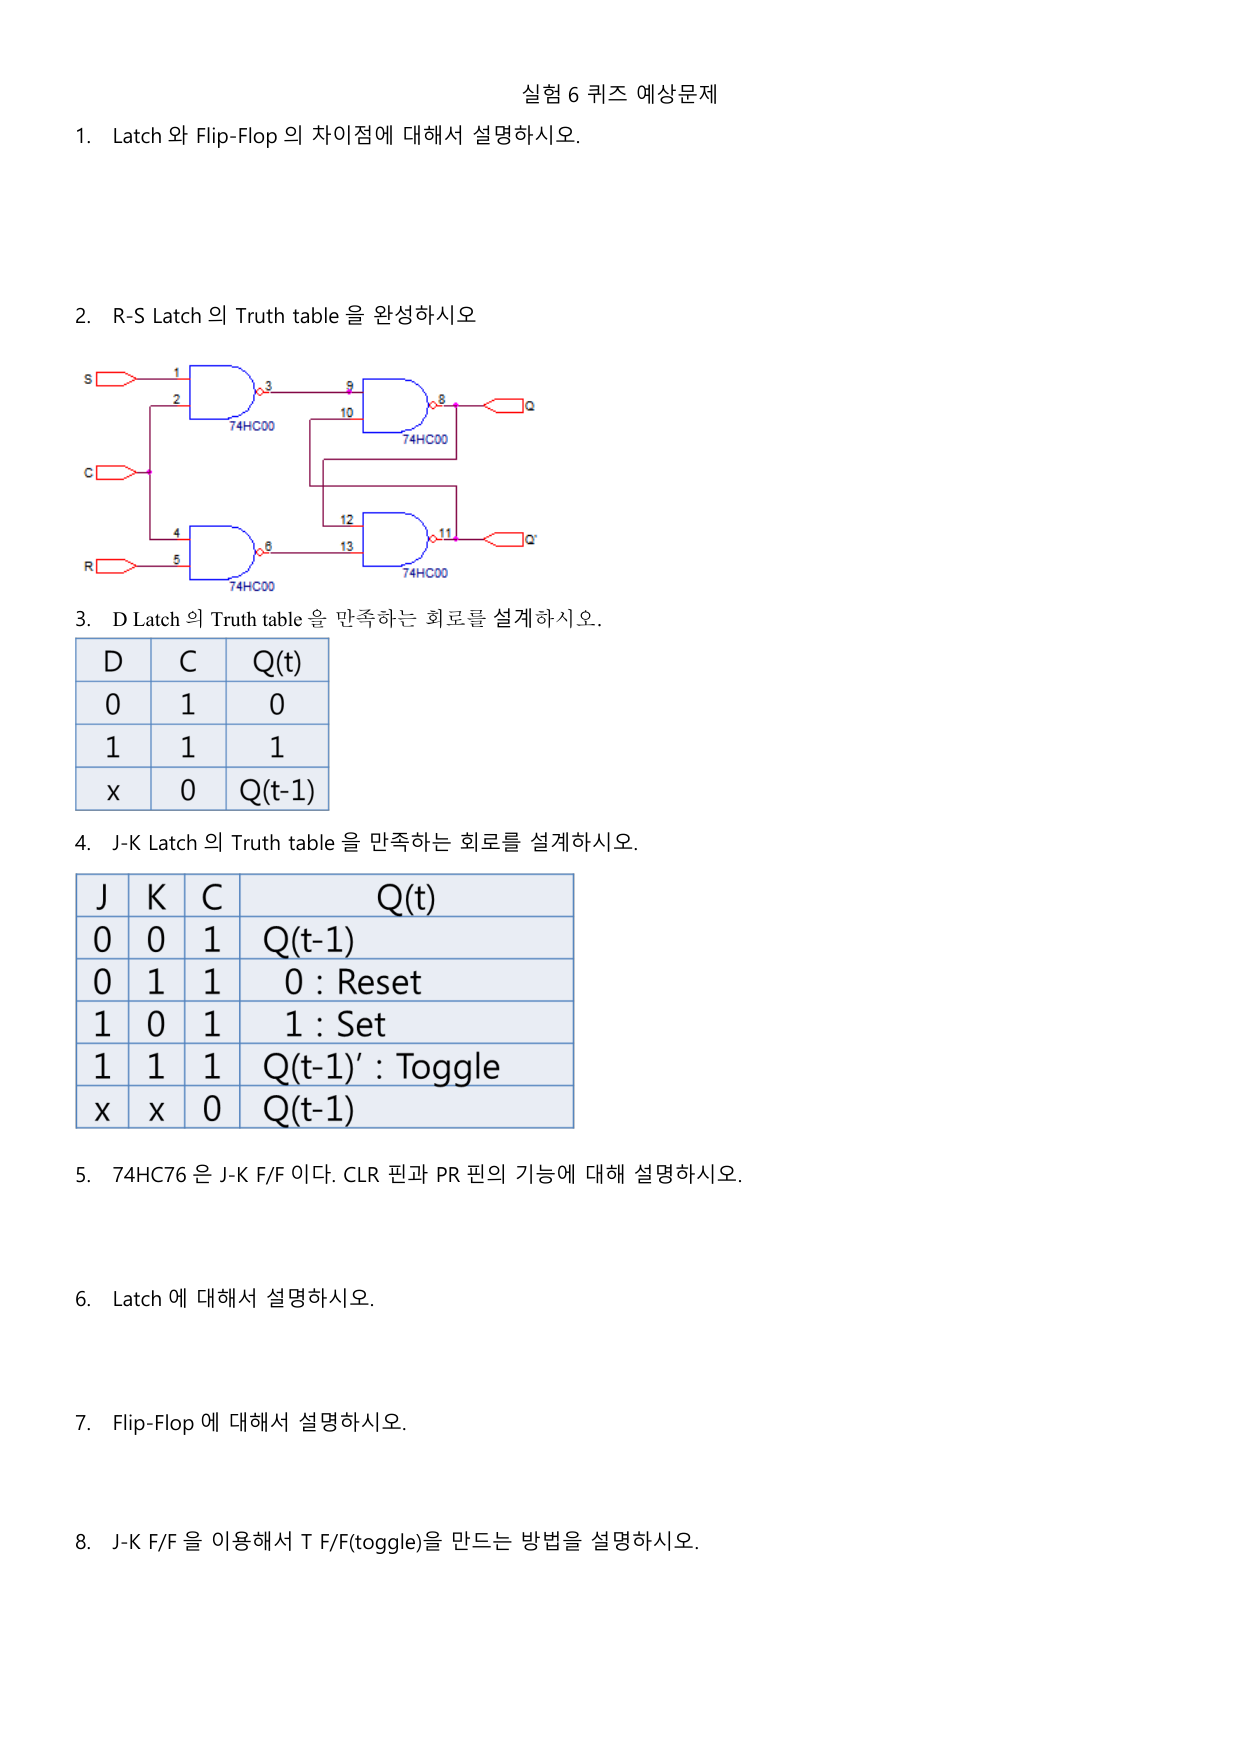 실험 6 퀴즈 예상문제
1. Latch 와 Flip-Flop 의 차이점에 대해서 설명하시오.
2. R-S Latch 의 Truth table 을 완성하시오
S 1 3 9 8 Q
2 10
74HC00 74HC00
C
4 12 11 Q'
6 13
R 5
74HC00 74HC00
3. D Latch 의 Truth table 을 만족하는 회로를 설계하시오.
D C Q(t)
0 1 0
1 1 1
x 0 Q(t-1)
4. J-K Latch 의 Truth table 을 만족하는 회로를 설계하시오.
J K C Q(t)
0 0 1 Q(t-1)
0 1 1 0 : Reset
1 0 1 1 : Set
1 1 1 Q(t-1)′ : Toggle
x x 0 Q(t-1)
5. 74HC76 은 J-K F/F 이다. CLR 핀과 PR 핀의 기능에 대해 설명하시오.
6. Latch 에 대해서 설명하시오.
7. Flip-Flop 에 대해서 설명하시오.
8. J-K F/F 을 이용해서 T F/F(toggle)을 만드는 방법을 설명하시오.